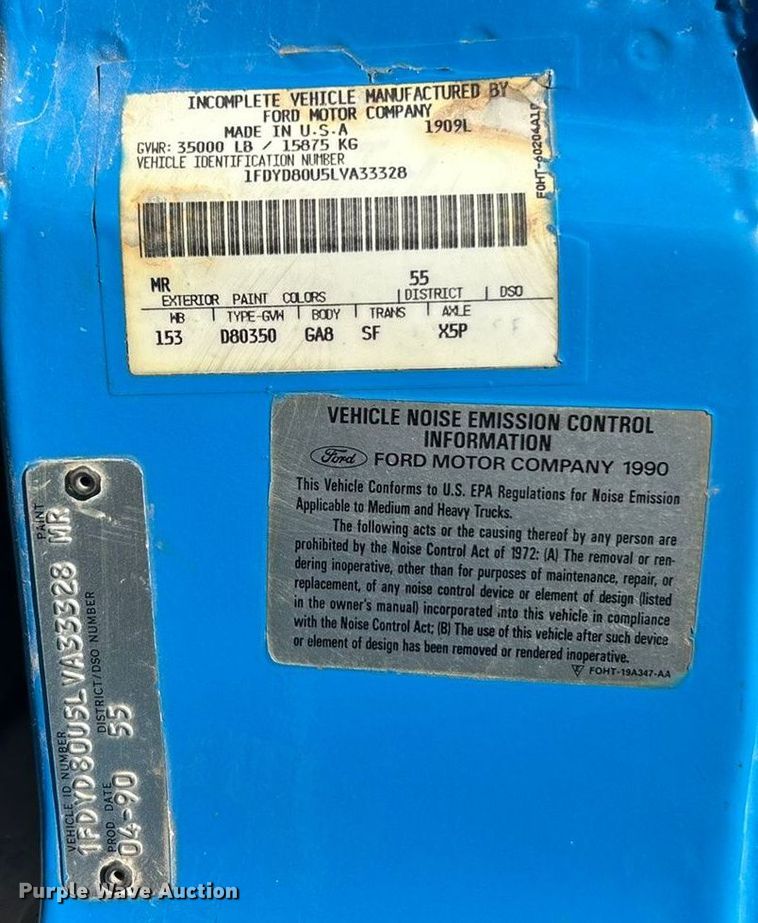 INCOMPLETE VEHICLE MANUFACTURED BY
FORD MOTOR COMPANY
MADE IN U.S.A 1909L
GVWR: 35000 LB / 15875 KG
VEHICLE IDENTIFICATION NUMBER
1FDYD80U5LVA33328
MR 55
EXTERIOR PAINT COLORS DISTRICT DSO
WB TYPE-GVW BODY TRANS AXLE
153 D80350 GA8 SF X5P
VEHICLE NOISE EMISSION CONTROL
INFORMATION
Ford FORD MOTOR COMPANY 1990
This Vehicle Conforms to U.S. EPA Regulations for Noise Emission
Applicable to Medium and Heavy Trucks.
The following acts or the causing thereof by any person are
prohibited by the Noise Control Act of 1972: (A) The removal or ren-
dering inoperative, other than for purposes of maintenance, repair, or
replacement, of any noise control device or element of design (listed
in the owner's manual) incorporated into this vehicle in compliance
with the Noise Control Act; (B) The use of this vehicle after such device
or element of design has been removed or rendered inoperative.
FOHT-19A347-AA
VEHICLE ID NUMBER PAINT
1FDYD80U5LVA33328 MR
PROD DATE DISTRICT/DSO NUMBER
04-90 55
Purple Wave Auction